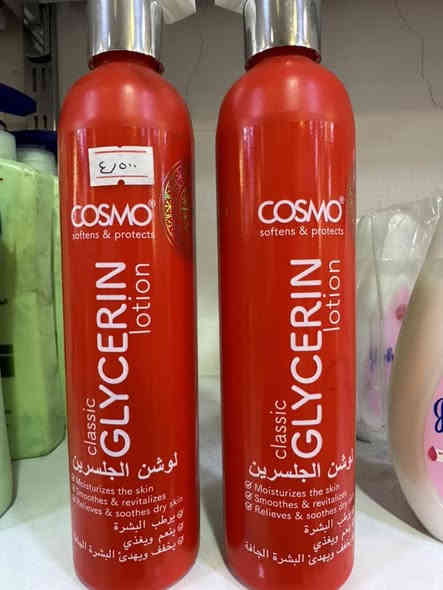 ٤,٥٠٠
COSMO®
softens & protects
classic
GLYCERIN
lotion
لوشن الجلسرين
Moisturizes the skin
Smoothes & revitalizes
Relieves & soothes dry skin
يرطب البشرة
ينعم ويغذي
يخفف ويهدئ البشرة الجافة
COSMO®
softens & protects
classic
GLYCERIN
lotion
لوشن الجلسرين
Moisturizes the skin
Smoothes & revitalizes
Relieves & soothes dry skin
يرطب البشرة
ينعم ويغذي
يخفف ويهدئ البشرة الجافة